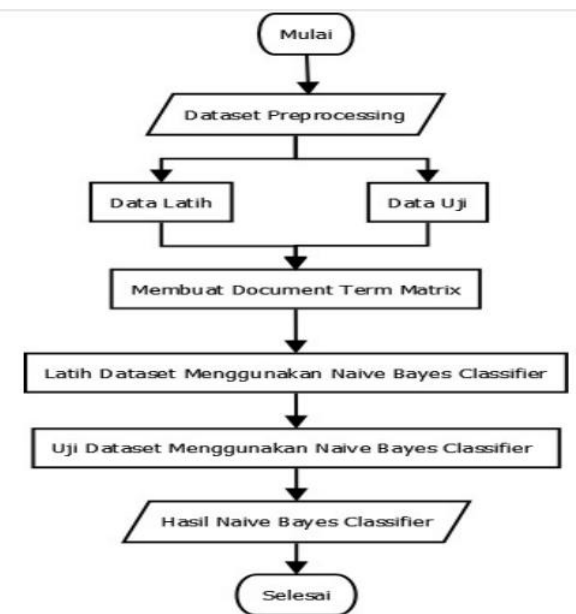 Mulai
Dataset Preprocessing
Data Latih
Data Uji
Membuat Document Term Matrix
Latih Dataset Menggunakan Naive Bayes Classifier
Uji Dataset Menggunakan Naive Bayes Classifier
Hasil Naive Bayes Classifier
Selesai